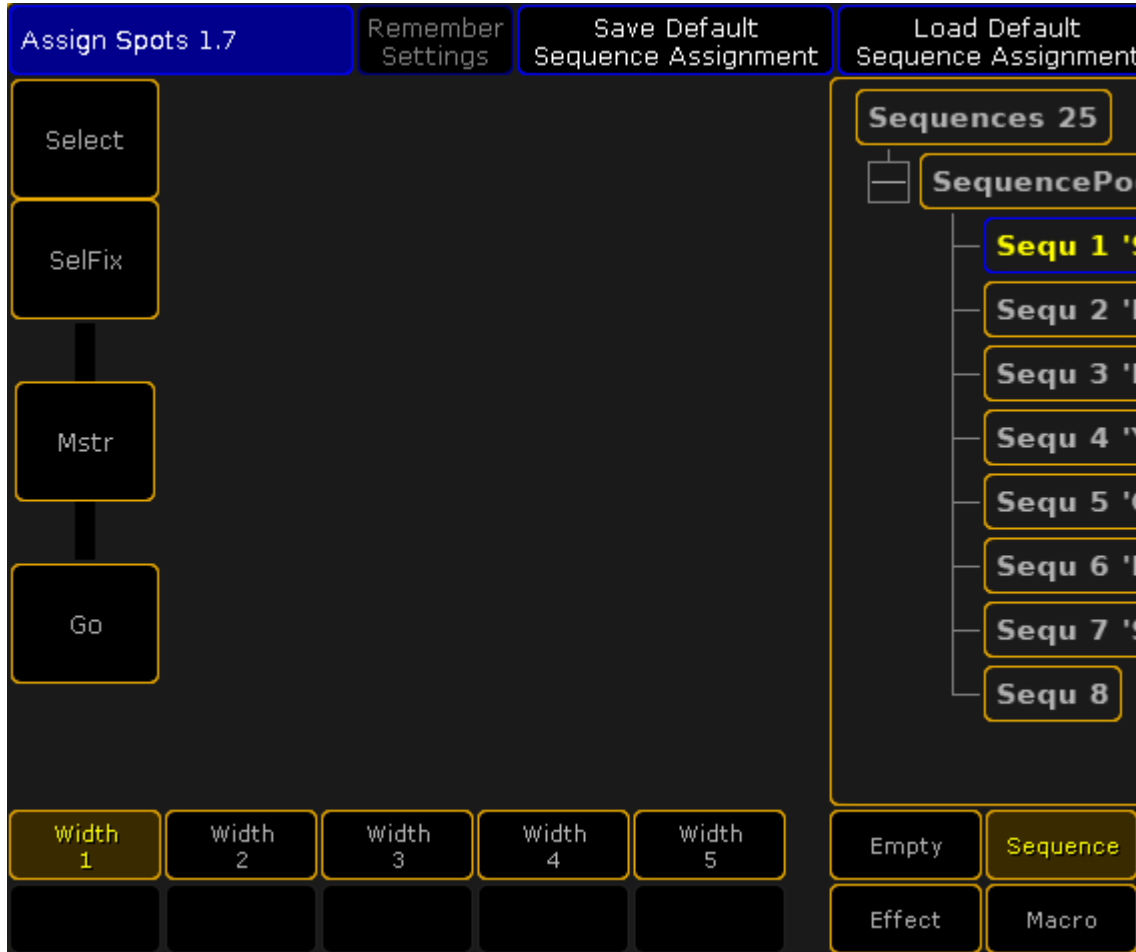 Assign Spots 1.7
Remember
Settings
Save Default
Sequence Assignment
Load Default
Sequence Assignment
Select
SelFix
Mstr
Go
Sequences 25
SequencePo
Sequ 1 '
Sequ 2 '
Sequ 3 '
Sequ 4 '
Sequ 5 '
Sequ 6 '
Sequ 7 '
Sequ 8
Width
1
Width
2
Width
3
Width
4
Width
5
Empty
Sequence
Effect
Macro